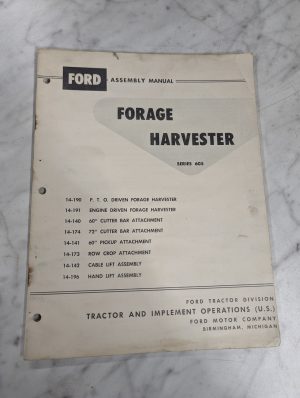 FORD ASSEMBLY MANUAL
FORAGE
HARVESTER
SERIES 605
14-190 P. T. O. DRIVEN FORAGE HARVESTER
14-191 ENGINE DRIVEN FORAGE HARVESTER
14-140 60" CUTTER BAR ATTACHMENT
14-174 72" CUTTER BAR ATTACHMENT
14-141 60" PICKUP ATTACHMENT
14-173 ROW CROP ATTACHMENT
14-142 CABLE LIFT ASSEMBLY
14-196 HAND LIFT ASSEMBLY
FORD TRACTOR DIVISION
TRACTOR AND IMPLEMENT OPERATIONS (U.S.)
FORD MOTOR COMPANY
BIRMINGHAM, MICHIGAN